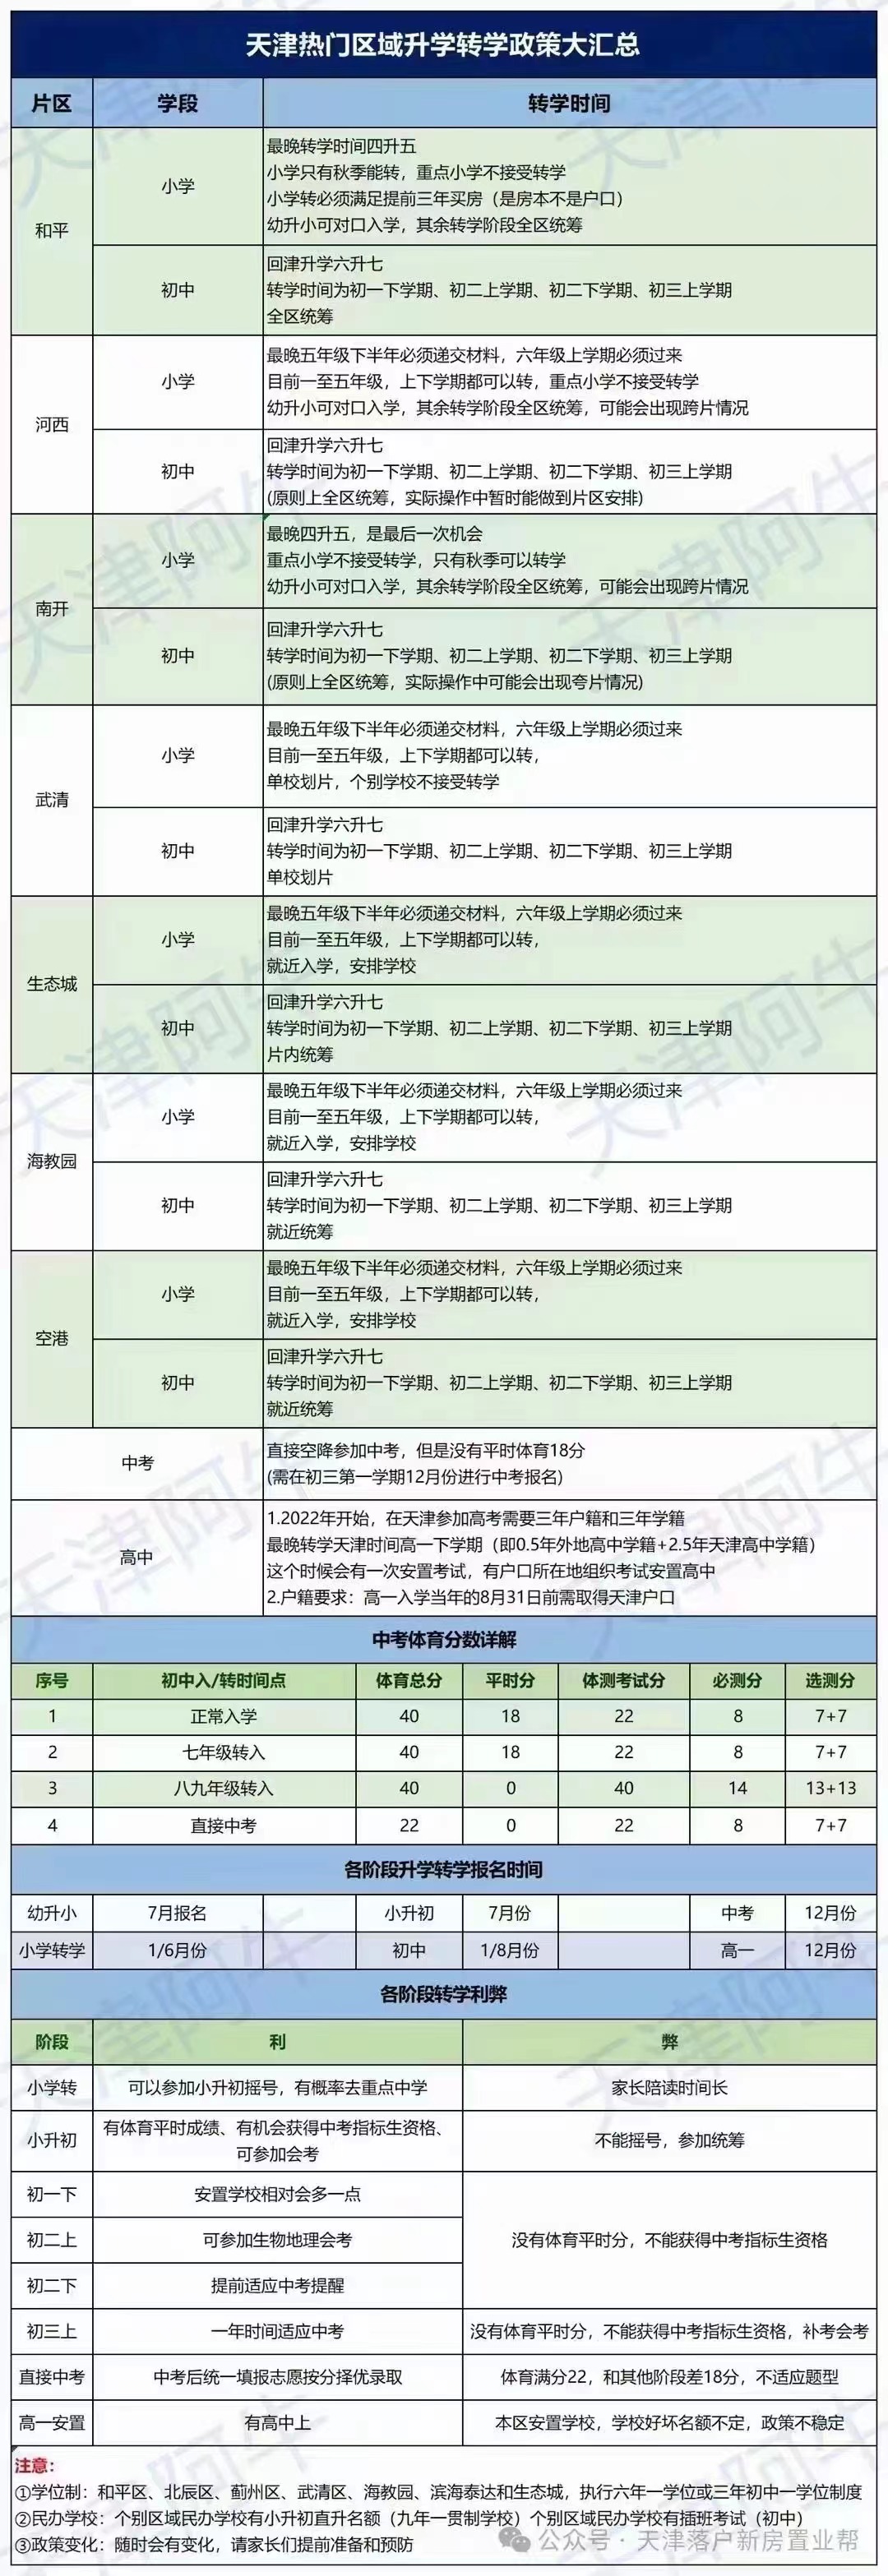 天津热门区域升学转学政策大汇总
片区 学段 转学时间
和平
小学
最晚转学时间四升五
小学只有秋季能转，重点小学不接受转学
小学转必须满足提前三年买房（是房本不是户口）
幼升小可对口入学，其余转学阶段全区统筹
初中
回津升学六升七
转学时间为初一下学期、初二上学期、初二下学期、初三上学期
全区统筹
河西
小学
最晚五年级下半年必须递交材料，六年级上学期必须过来
目前一至五年级，上下学期都可以转，重点小学不接受转学
幼升小可对口入学，其余转学阶段全区统筹，可能会出现跨片情况
初中
回津升学六升七
转学时间为初一下学期、初二上学期、初二下学期、初三上学期
(原则上全区统筹，实际操作中暂时能做到片区安排)
南开
小学
最晚四升五，是最后一次机会
重点小学不接受转学，只有秋季可以转学
幼升小可对口入学，其余转学阶段全区统筹，可能会出现跨片情况
初中
回津升学六升七
转学时间为初一下学期、初二上学期、初二下学期、初三上学期
(原则上全区统筹，实际操作中可能会出现夸片情况)
武清
小学
最晚五年级下半年必须递交材料，六年级上学期必须过来
目前一至五年级，上下学期都可以转，
单校划片，个别学校不接受转学
初中
回津升学六升七
转学时间为初一下学期、初二上学期、初二下学期、初三上学期
单校划片
生态城
小学
最晚五年级下半年必须递交材料，六年级上学期必须过来
目前一至五年级，上下学期都可以转，
就近入学，安排学校
初中
回津升学六升七
转学时间为初一下学期、初二上学期、初二下学期、初三上学期
片内统筹
海教园
小学
最晚五年级下半年必须递交材料，六年级上学期必须过来
目前一至五年级，上下学期都可以转，
就近入学，安排学校
初中
回津升学六升七
转学时间为初一下学期、初二上学期、初二下学期、初三上学期
就近统筹
空港
小学
最晚五年级下半年必须递交材料，六年级上学期必须过来
目前一至五年级，上下学期都可以转，
就近入学，安排学校
初中
回津升学六升七
转学时间为初一下学期、初二上学期、初二下学期、初三上学期
就近统筹
中考
直接空降参加中考，但是没有平时体育18分
(需在初三第一学期12月份进行中考报名)
高中
1.2022年开始，在天津参加高考需要三年户籍和三年学籍
最晚转学天津时间高一下学期（即0.5年外地高中学籍+2.5年天津高中学籍）
这个时候会有一次安置考试，有户口所在地组织考试安置高中
2.户籍要求：高一入学当年的8月31日前需取得天津户口
中考体育分数详解
序号 初中入/转时间点 体育总分 平时分 体测考试分 必测分 选测分
1 正常入学 40 18 22 8 7+7
2 七年级转入 40 18 22 8 7+7
3 八九年级转入 40 0 40 14 13+13
4 直接中考 22 0 22 8 7+7
各阶段升学转学报名时间
幼升小 7月报名 小升初 7月份 中考 12月份
小学转学 1/6月份 初中 1/8月份 高一 12月份
各阶段转学利弊
阶段 利 弊
小学转 可以参加小升初摇号，有概率去重点中学 家长陪读时间长
小升初
有体育平时成绩、有机会获得中考指标生资格、
可参加会考
不能摇号，参加统筹
初一下 安置学校相对会多一点
初二上 可参加生物地理会考 没有体育平时分，不能获得中考指标生资格
初二下 提前适应中考提醒
初三上 一年时间适应中考 没有体育平时分，不能获得中考指标生资格，补考会考
直接中考 中考后统一填报志愿按分择优录取 体育满分22，和其他阶段差18分，不适应题型
高一安置 有高中上 本区安置学校，学校好坏名额不定，政策不稳定
注意：
①学位制：和平区、北辰区、蓟州区、武清区、海教园、滨海泰达和生态城，执行六年一学位或三年初中一学位制度
②民办学校：个别区域民办学校有小升初直升名额（九年一贯制学校）个别区域民办学校有插班考试（初中）
③政策变化：随时会有变化，请家长们提前准备和预防
公众号·天津落户新房置业帮
天津阿牛